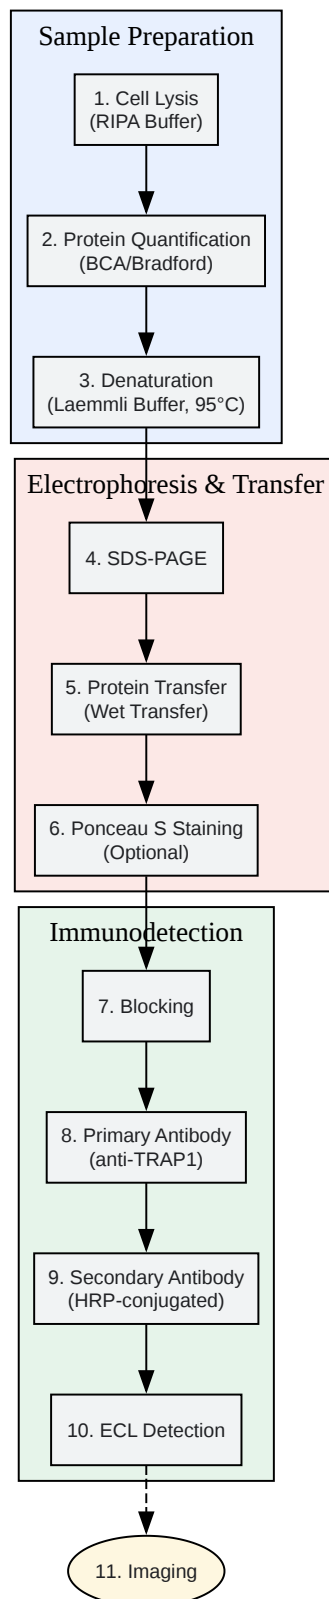 Sample Preparation
1. Cell Lysis
(RIPA Buffer)
2. Protein Quantification
(BCA/Bradford)
3. Denaturation
(Laemmli Buffer, 95°C)
Electrophoresis & Transfer
4. SDS-PAGE
5. Protein Transfer
(Wet Transfer)
6. Ponceau S Staining
(Optional)
Immunodetection
7. Blocking
8. Primary Antibody
(anti-TRAP1)
9. Secondary Antibody
(HRP-conjugated)
10. ECL Detection
11. Imaging